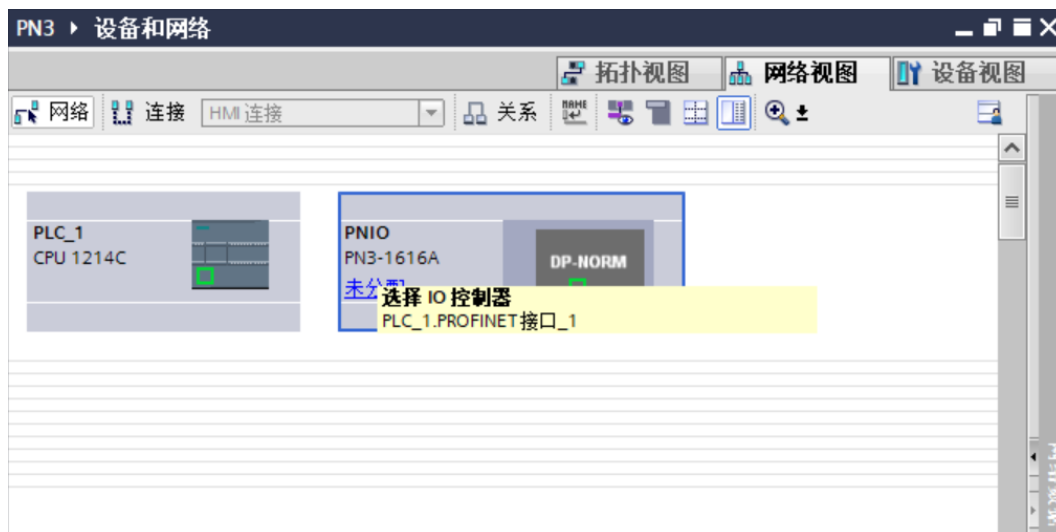 PN3 ▸ 设备和网络
拓扑视图 网络视图 设备视图
网络 连接 HMI 连接 关系
PLC_1
CPU 1214C
PNIO
PN3-1616A
DP-NORM
选择 IO 控制器
PLC_1.PROFINET接口_1